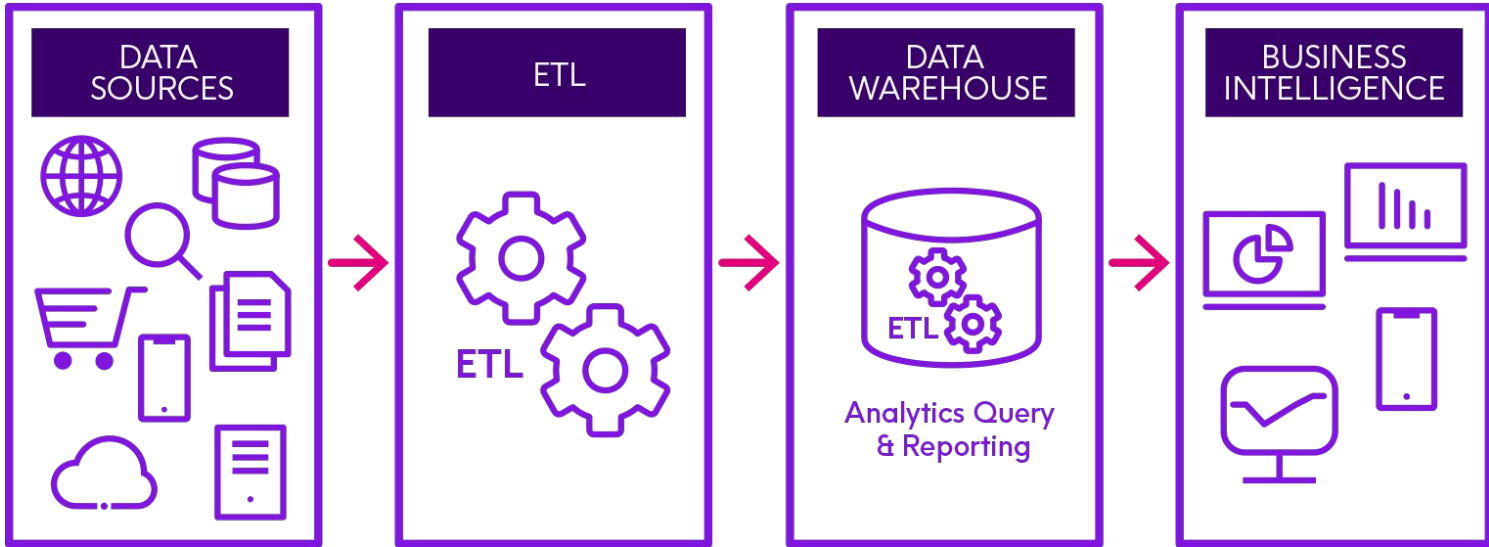 DATA
SOURCES
ETL
ETL
DATA
WAREHOUSE
ETL
Analytics Query
& Reporting
BUSINESS
INTELLIGENCE